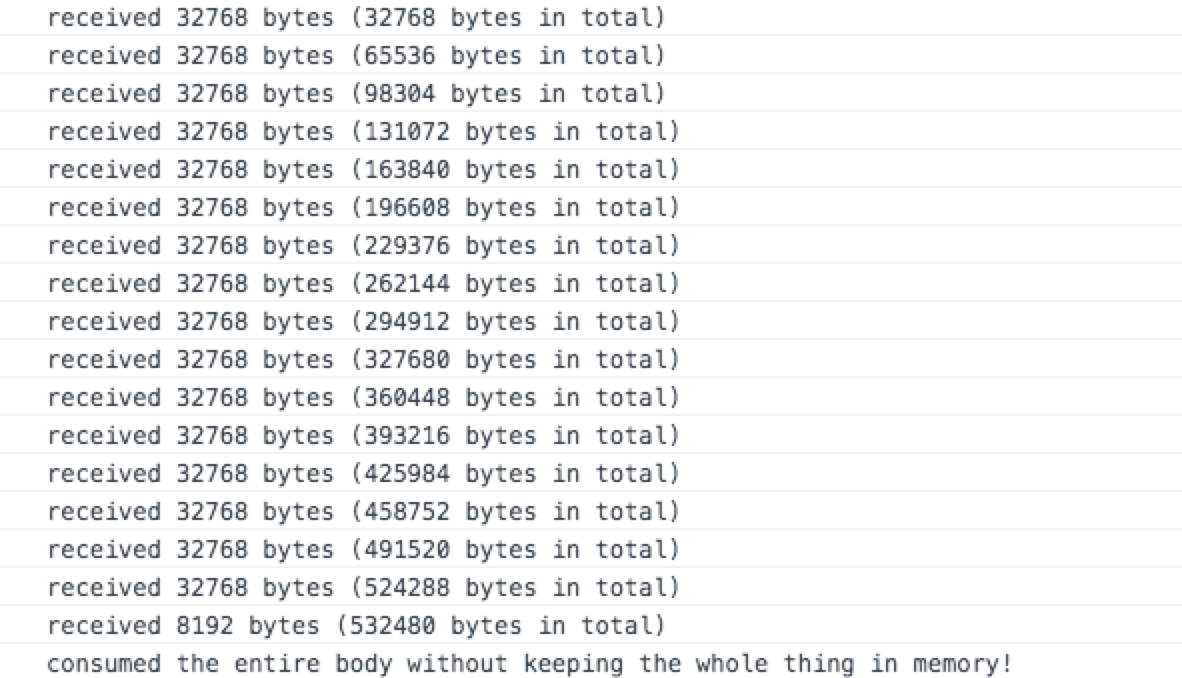 received 32768 bytes (32768 bytes in total)
received 32768 bytes (65536 bytes in total)
received 32768 bytes (98304 bytes in total)
received 32768 bytes (131072 bytes in total)
received 32768 bytes (163840 bytes in total)
received 32768 bytes (196608 bytes in total)
received 32768 bytes (229376 bytes in total)
received 32768 bytes (262144 bytes in total)
received 32768 bytes (294912 bytes in total)
received 32768 bytes (327680 bytes in total)
received 32768 bytes (360448 bytes in total)
received 32768 bytes (393216 bytes in total)
received 32768 bytes (425984 bytes in total)
received 32768 bytes (458752 bytes in total)
received 32768 bytes (491520 bytes in total)
received 32768 bytes (524288 bytes in total)
received 8192 bytes (532480 bytes in total)
consumed the entire body without keeping the whole thing in memory!